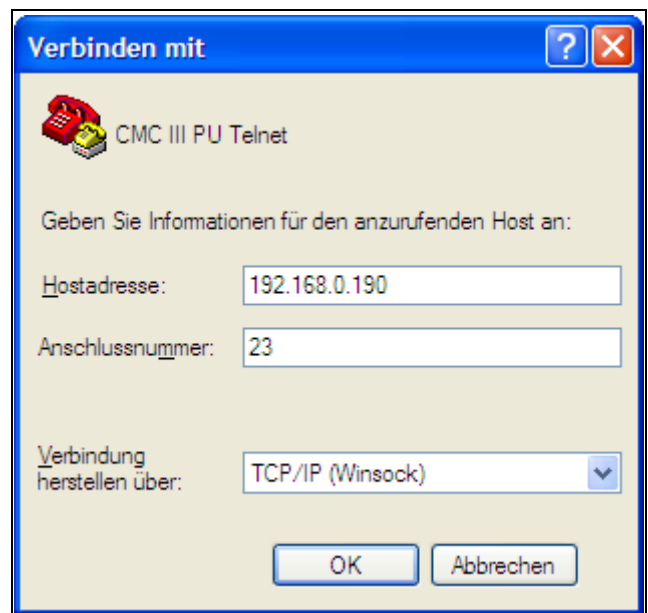 Verbinden mit
CMC III PU Telnet
Geben Sie Informationen für den anzurufenden Host an:
Hostadresse: 192.168.0.190
Anschlussnummer: 23
Verbindung
herstellen über: TCP/IP (Winsock)
OK Abbrechen